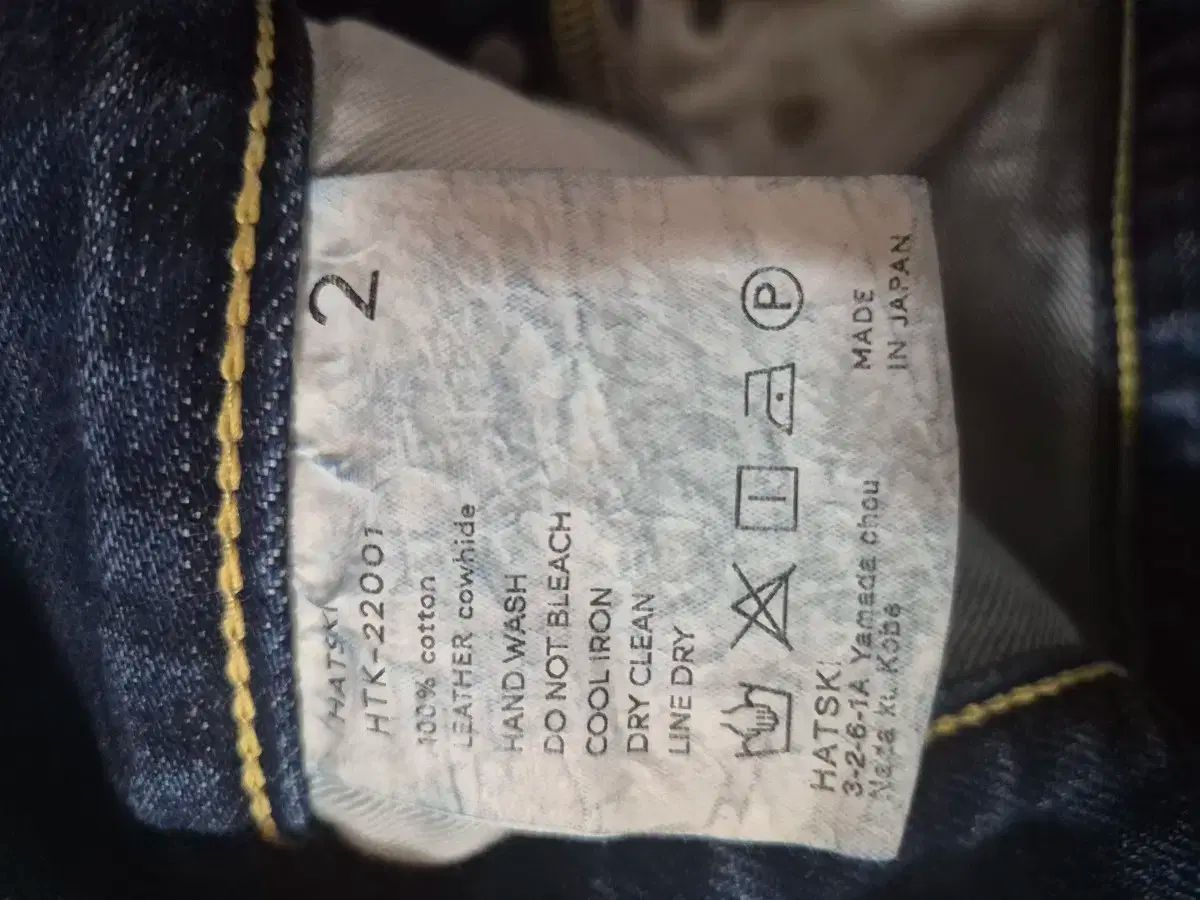 2
HATSKI
HTK-22001
100% cotton
LEATHER cowhide
HAND WASH
DO NOT BLEACH
COOL IRON
DRY CLEAN
LINE DRY
P
HATSKI
3-2-6-1A Yamada chou
Nada ku. Kobe
MADE
IN JAPAN